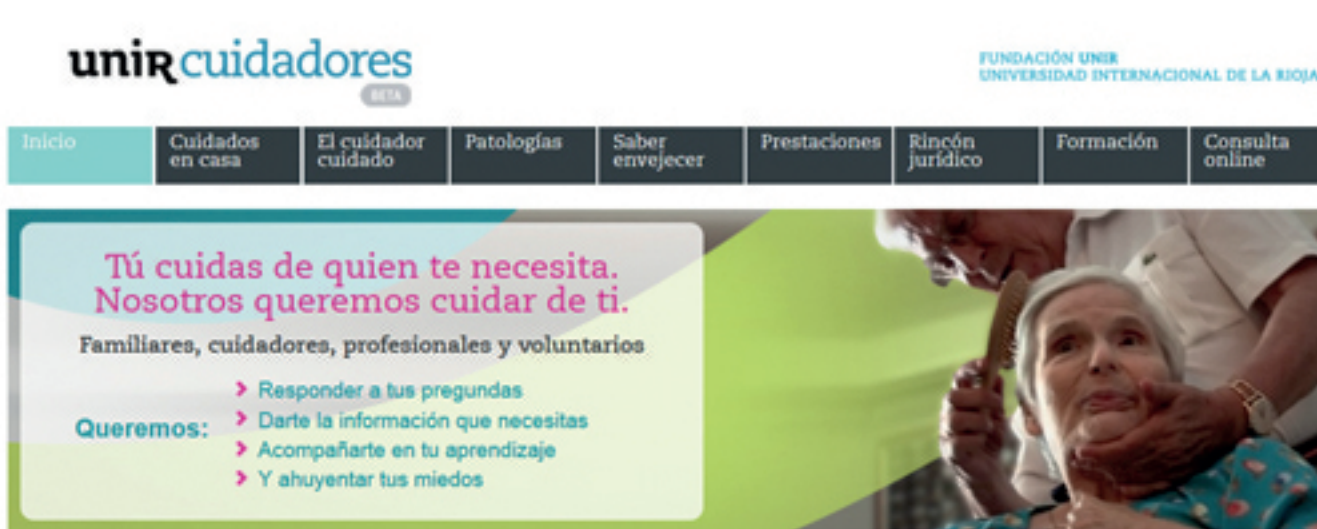 unircuidadores
BETA
FUNDACIÓN UNIR
UNIVERSIDAD INTERNACIONAL DE LA RIOJA
Inicio
Cuidados
en casa
El cuidador
cuidado
Patologías
Saber
envejecer
Prestaciones
Rincón
jurídico
Formación
Consulta
online
Tú cuidas de quien te necesita.
Nosotros queremos cuidar de ti.
Familiares, cuidadores, profesionales y voluntarios
Queremos:
Responder a tus pregundas
Darte la información que necesitas
Acompañarte en tu aprendizaje
Y ahuyentar tus miedos